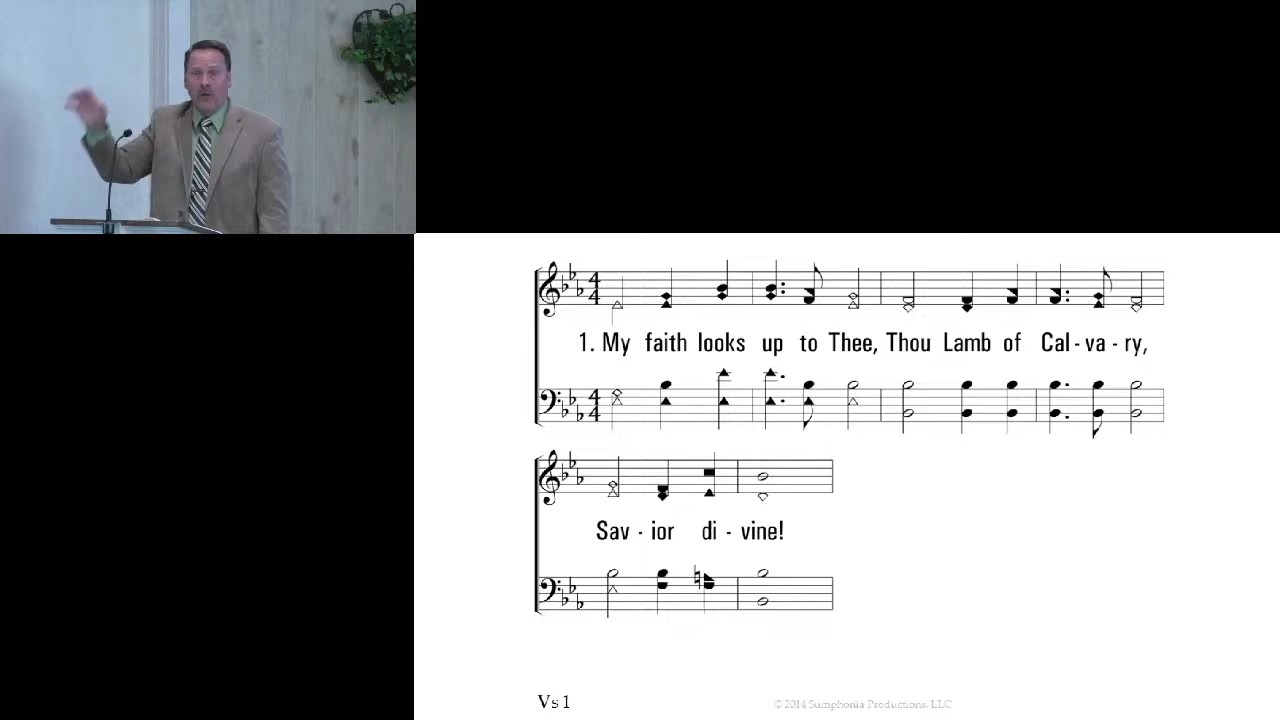 1. My faith looks up to Thee, Thou Lamb of Cal - va - ry,
Sav - ior di - vine!
Vs 1
© 2014 Sumphonia Productions, LLC